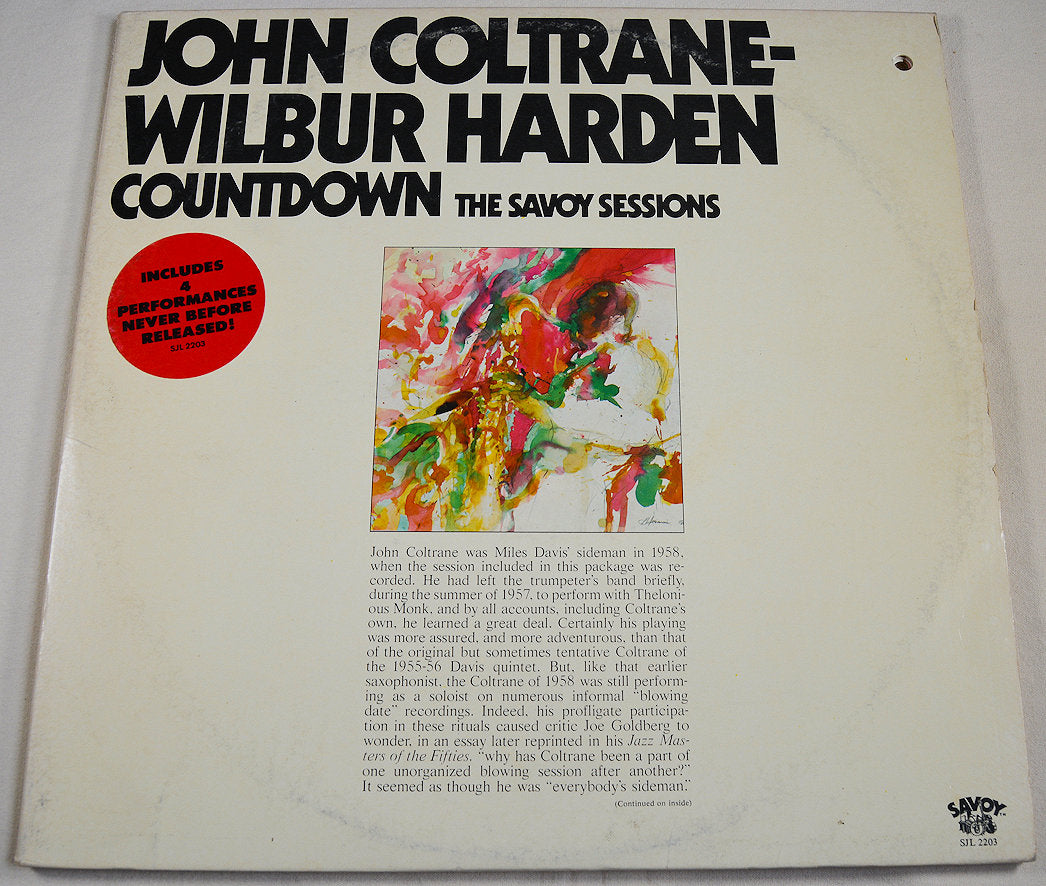 JOHN COLTRANE-
WILBUR HARDEN
COUNTDOWN THE SAVOY SESSIONS
INCLUDES
4
PERFORMANCES
NEVER BEFORE
RELEASED!
SJL 2203
John Coltrane was Miles Davis' sideman in 1958,
when the session included in this package was re-
corded. He had left the trumpeter's band briefly,
during the summer of 1957, to perform with Theloni-
ous Monk, and by all accounts, including Coltrane's
own, he learned a great deal. Certainly his playing
was more assured, and more adventurous, than that
of the original but sometimes tentative Coltrane of
the 1955-56 Davis quintet. But, like that earlier
saxophonist, the Coltrane of 1958 was still perform-
ing as a soloist on numerous informal "blowing
date" recordings. Indeed, his profligate participa-
tion in these rituals caused critic Joe Goldberg to
wonder, in an essay later reprinted in his Jazz Mas-
ters of the Fifties, "why has Coltrane been a part of
one unorganized blowing session after another?"
It seemed as though he was "everybody's sideman."
(Continued on inside)
SAVOY™
SJL 2203